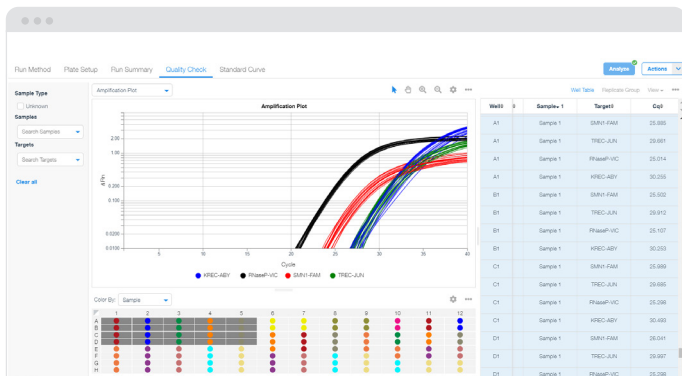 Run Method Plate Setup Run Summary Quality Check Standard Curve
Analyze Actions
Sample Type
Unknown
Samples
Search Samples
Targets
Search Targets
Clear all
Amplification Plot
Amplification Plot
2.00
1.00
0.200
0.100
0.0200
0.0100
ΔRn
5 10 15 20 25 30 35 40
Cycle
KREC-ABY RNaseP-VIC SMN1-FAM TREC-JUN
Color By: Sample
1 2 3 4 5 6 7 8 9 10 11 12
A
B
C
D
E
F
G
H
Well Table Replicate Group View
Well Sample 1 Target Cq
A1 Sample 1 SMN1-FAM 25.985
A1 Sample 1 TREC-JUN 29.881
A1 Sample 1 RNaseP-VIC 25.014
A1 Sample 1 KREC-ABY 30.255
B1 Sample 1 SMN1-FAM 25.502
B1 Sample 1 TREC-JUN 29.812
B1 Sample 1 RNaseP-VIC 25.107
B1 Sample 1 KREC-ABY 30.253
C1 Sample 1 SMN1-FAM 25.999
C1 Sample 1 TREC-JUN 29.895
C1 Sample 1 RNaseP-VIC 25.298
C1 Sample 1 KREC-ABY 30.495
D1 Sample 1 SMN1-FAM 26.041
D1 Sample 1 TREC-JUN 29.997
D1 Sample 1 RNaseP-VIC 25.298